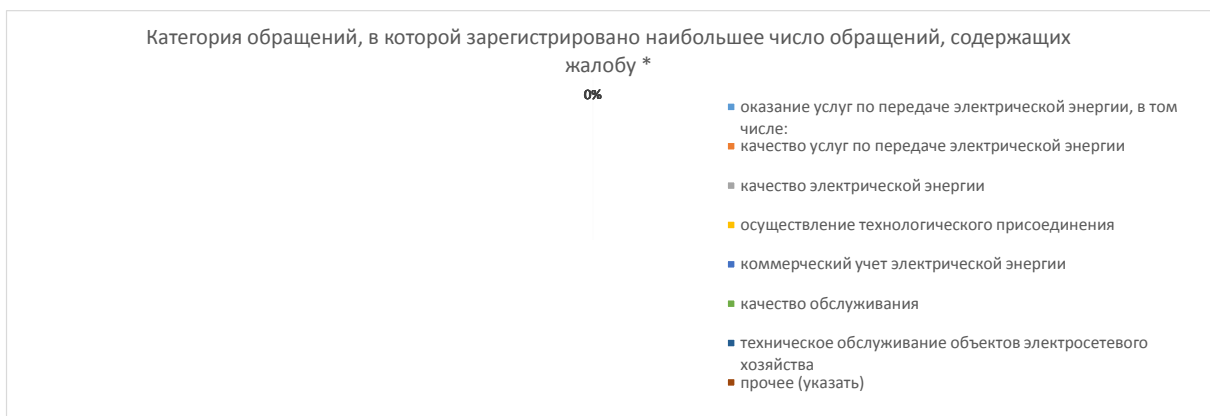 Категория обращений, в которой зарегистрировано наибольшее число обращений, содержащих
жалобу *
0%
оказание услуг по передаче электрической энергии, в том
числе:
качество услуг по передаче электрической энергии
качество электрической энергии
осуществление технологического присоединения
коммерческий учет электрической энергии
качество обслуживания
техническое обслуживание объектов электросетевого
хозяйства
прочее (указать)